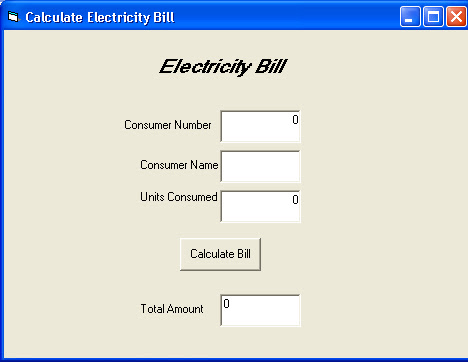 Calculate Electricity Bill
Electricity Bill
Consumer Number 0
Consumer Name
Units Consumed 0
Calculate Bill
Total Amount 0